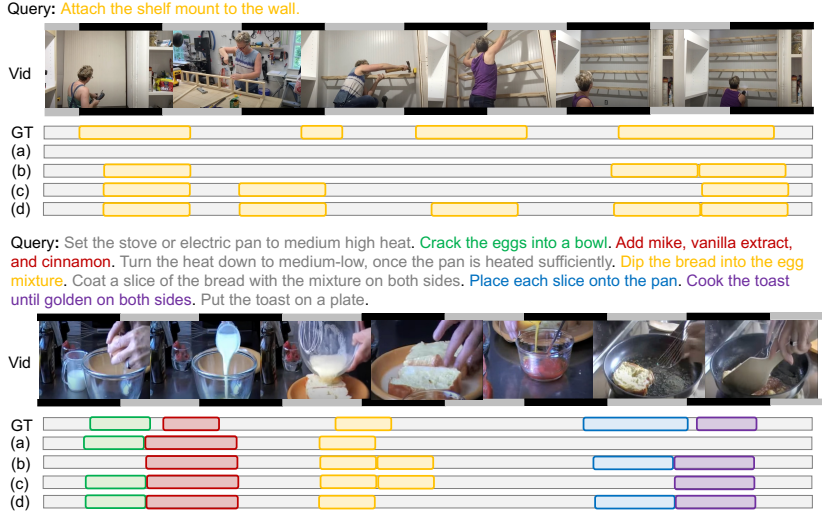 Query: Attach the shelf mount to the wall.
Vid
GT
(a)
(b)
(c)
(d)
Query: Set the stove or electric pan to medium high heat. Crack the eggs into a bowl. Add mike, vanilla extract,
and cinnamon. Turn the heat down to medium-low, once the pan is heated sufficiently. Dip the bread into the egg
mixture. Coat a slice of the bread with the mixture on both sides. Place each slice onto the pan. Cook the toast
until golden on both sides. Put the toast on a plate.
Vid
GT
(a)
(b)
(c)
(d)